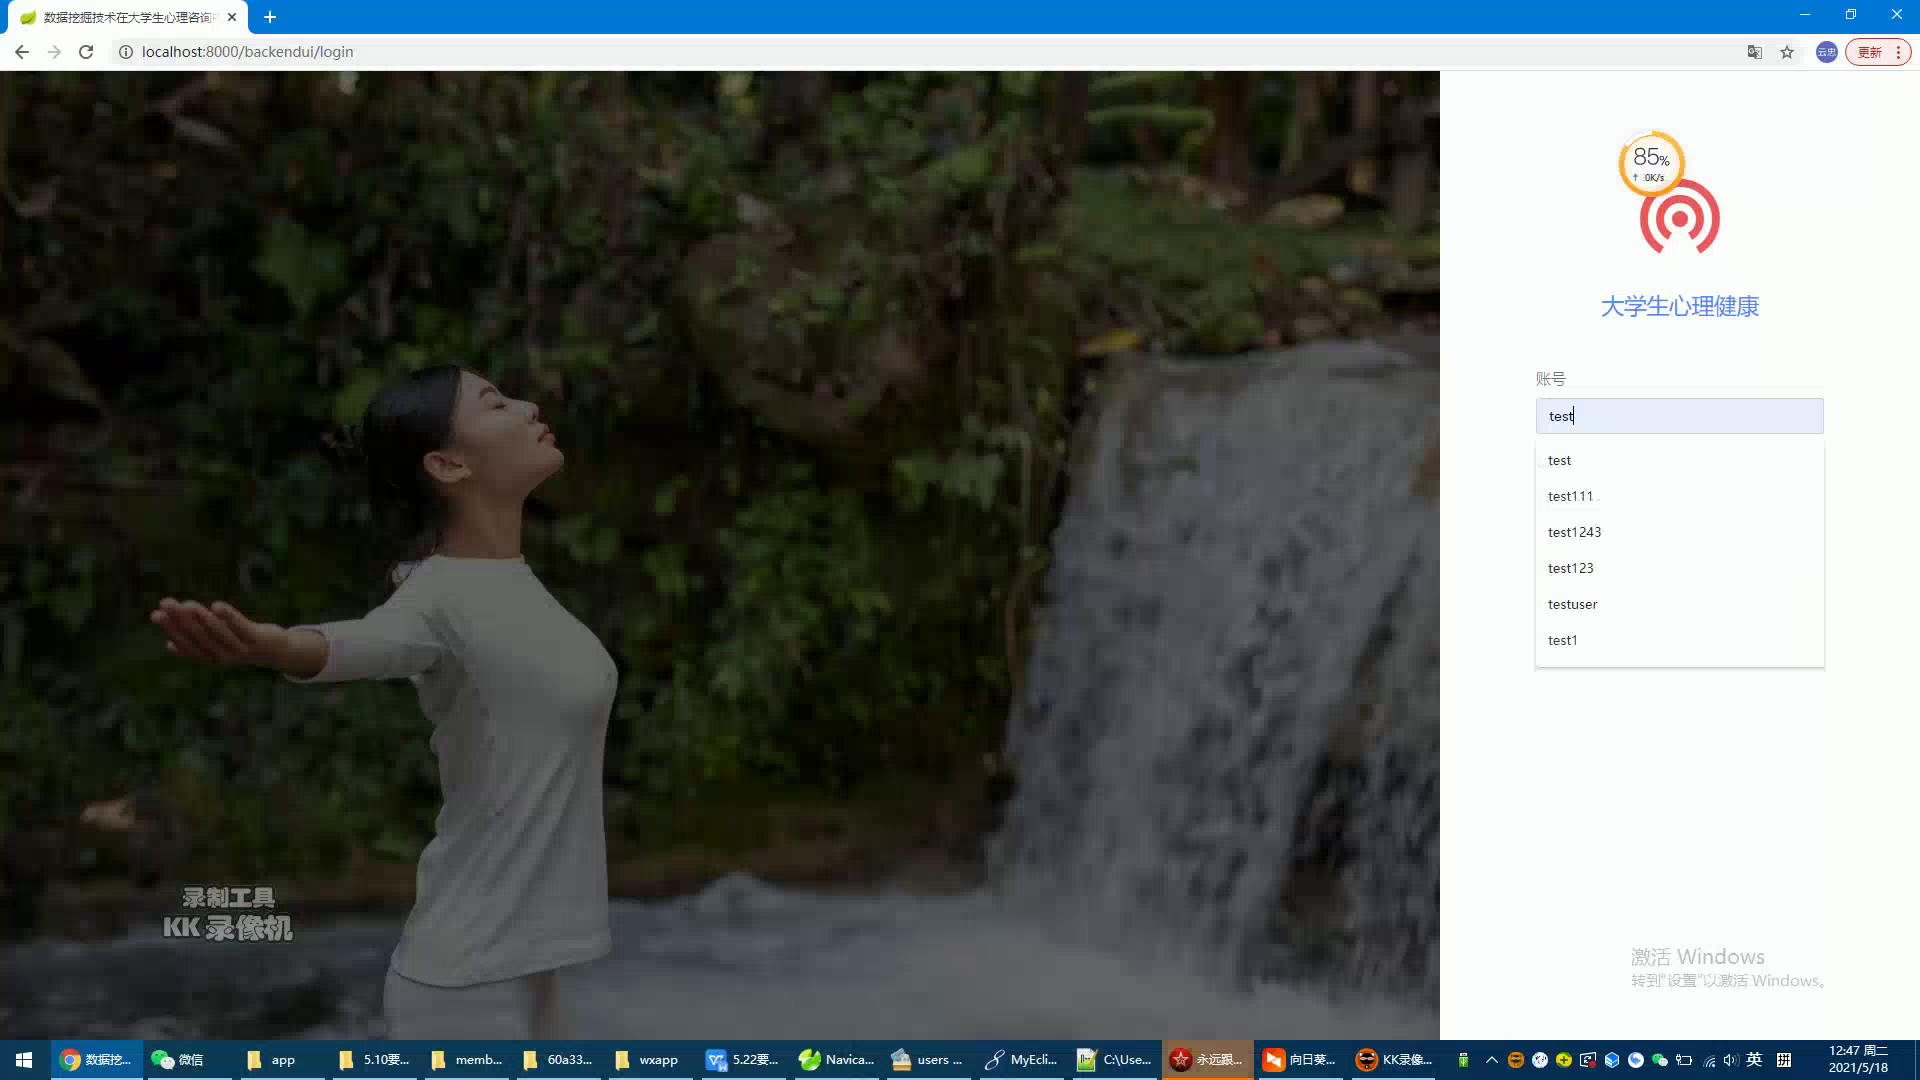 数据挖掘技术在大学生心理咨询
localhost:8000/backendui/login
云忠
更新
85%
0K/s
大学生心理健康
账号
test
test
test111
test1243
test123
testuser
test1
录制工具
KK 录像机
激活 Windows
转到"设置"以激活 Windows。
数据挖...
微信
app
5.10要...
memb...
60a33...
wxapp
5.22要...
Navica...
users ...
MyEcli...
C:\Use...
永远跟...
向日葵...
KK录像...
英
拼
12:47 周二
2021/5/18